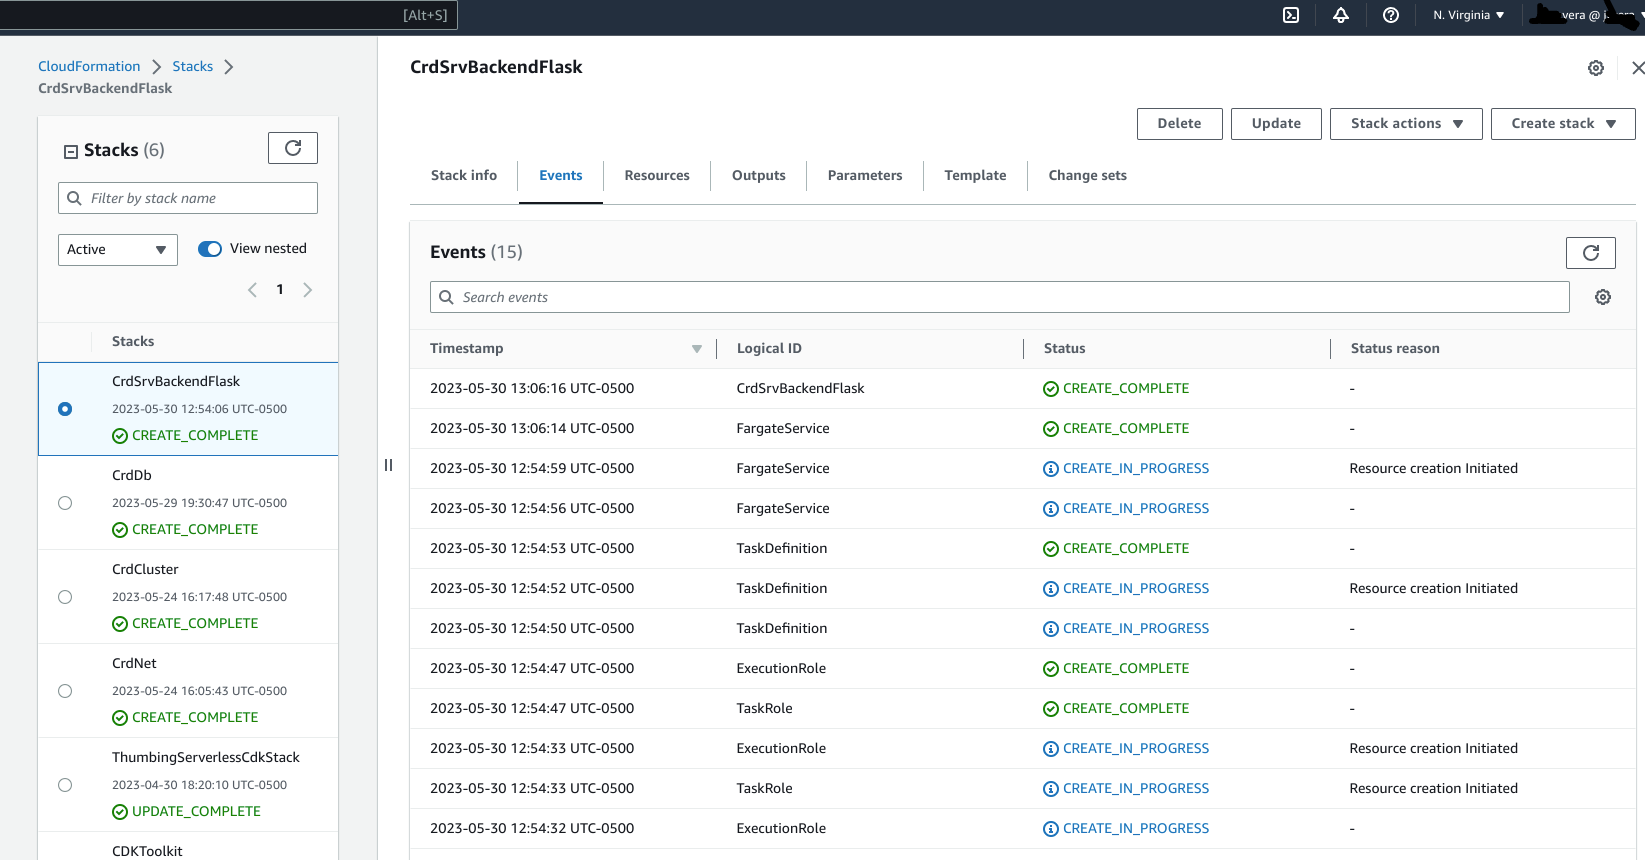 [Alt+S]
N. Virginia
vera @
CloudFormation
Stacks
CrdSrvBackendFlask
Stacks (6)
Filter by stack name
Active
View nested
1
Stacks
CrdSrvBackendFlask
2023-05-30 12:54:06 UTC-0500
CREATE_COMPLETE
CrdDb
2023-05-29 19:30:47 UTC-0500
CREATE_COMPLETE
CrdCluster
2023-05-24 16:17:48 UTC-0500
CREATE_COMPLETE
CrdNet
2023-05-24 16:05:43 UTC-0500
CREATE_COMPLETE
ThumbingServerlessCdkStack
2023-04-30 18:20:10 UTC-0500
UPDATE_COMPLETE
CDKToolkit
CrdSrvBackendFlask
Delete
Update
Stack actions
Create stack
Stack info
Events
Resources
Outputs
Parameters
Template
Change sets
Events (15)
Search events
Timestamp Logical ID Status Status reason
2023-05-30 13:06:16 UTC-0500 CrdSrvBackendFlask CREATE_COMPLETE -
2023-05-30 13:06:14 UTC-0500 FargateService CREATE_COMPLETE -
2023-05-30 12:54:59 UTC-0500 FargateService CREATE_IN_PROGRESS Resource creation Initiated
2023-05-30 12:54:56 UTC-0500 FargateService CREATE_IN_PROGRESS -
2023-05-30 12:54:53 UTC-0500 TaskDefinition CREATE_COMPLETE -
2023-05-30 12:54:52 UTC-0500 TaskDefinition CREATE_IN_PROGRESS Resource creation Initiated
2023-05-30 12:54:50 UTC-0500 TaskDefinition CREATE_IN_PROGRESS -
2023-05-30 12:54:47 UTC-0500 ExecutionRole CREATE_COMPLETE -
2023-05-30 12:54:47 UTC-0500 TaskRole CREATE_COMPLETE -
2023-05-30 12:54:33 UTC-0500 ExecutionRole CREATE_IN_PROGRESS Resource creation Initiated
2023-05-30 12:54:33 UTC-0500 TaskRole CREATE_IN_PROGRESS Resource creation Initiated
2023-05-30 12:54:32 UTC-0500 ExecutionRole CREATE_IN_PROGRESS -